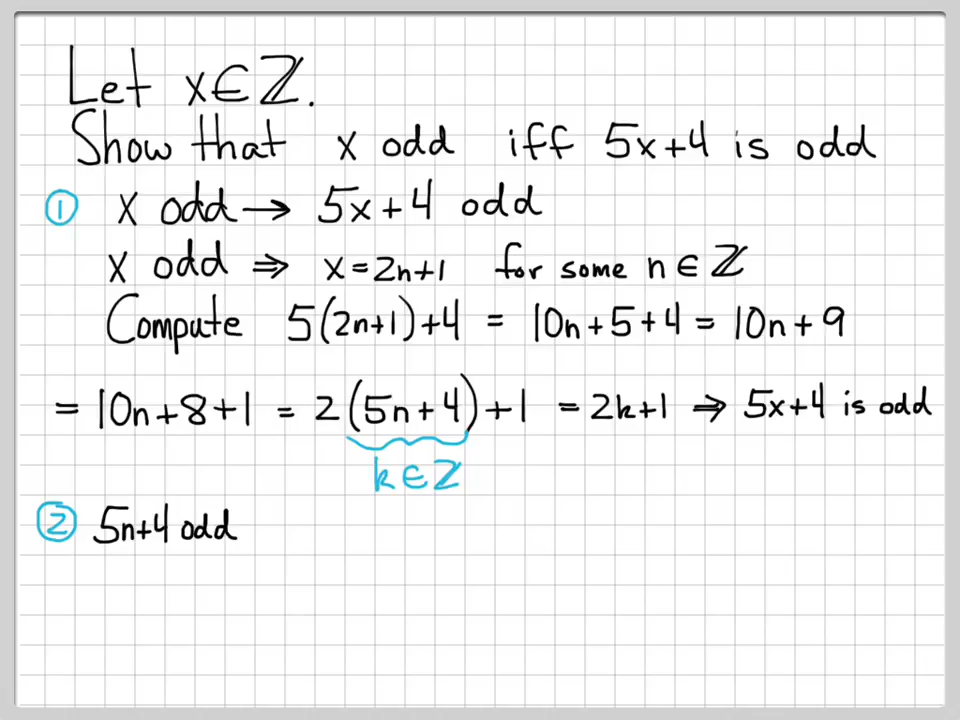 Let x∈ℤ.
Show that x odd iff 5x+4 is odd
① x odd → 5x+4 odd
x odd ⇒ x=2n+1 for some n∈ℤ
Compute 5(2n+1)+4 = 10n+5+4 = 10n+9
= 10n+8+1 = 2(5n+4)+1 = 2k+1 ⇒ 5x+4 is odd
k∈ℤ
② 5n+4 odd